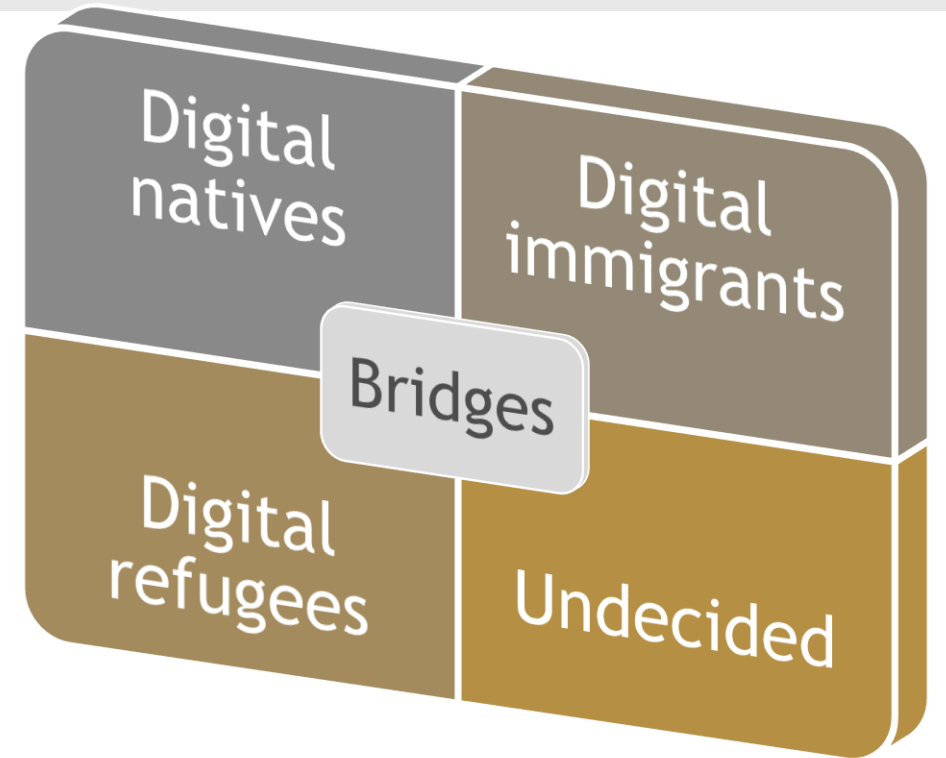 Digital
natives
Digital
immigrants
Bridges
Digital
refugees
Undecided